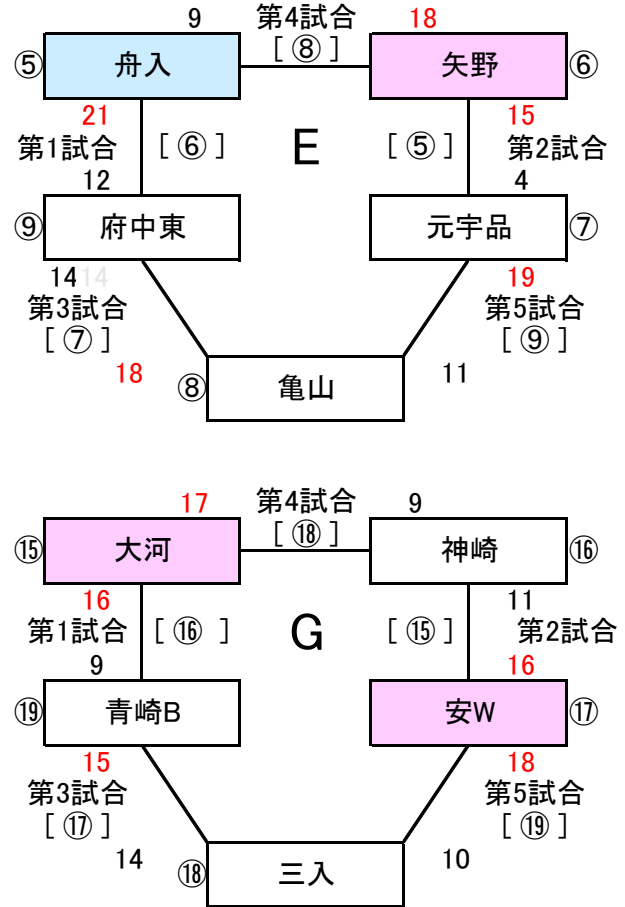 9 第4試合 18
[ ⑧ ]
⑤ 舟入 矢野 ⑥
21 15
第1試合 [ ⑥ ] E [ ⑤ ] 第2試合
12 4
⑨ 府中東 元宇品 ⑦
14 14 19
第3試合 第5試合
[ ⑦ ] [ ⑨ ]
18 ⑧ 亀山 11
17 第4試合 9
[ ⑱ ]
⑮ 大河 神崎 ⑯
16 11
第1試合 [ ⑯ ] G [ ⑮ ] 第2試合
9 16
⑲ 青崎B 安W ⑰
15 18
第3試合 第5試合
[ ⑰ ] [ ⑲ ]
14 ⑱ 三入 10